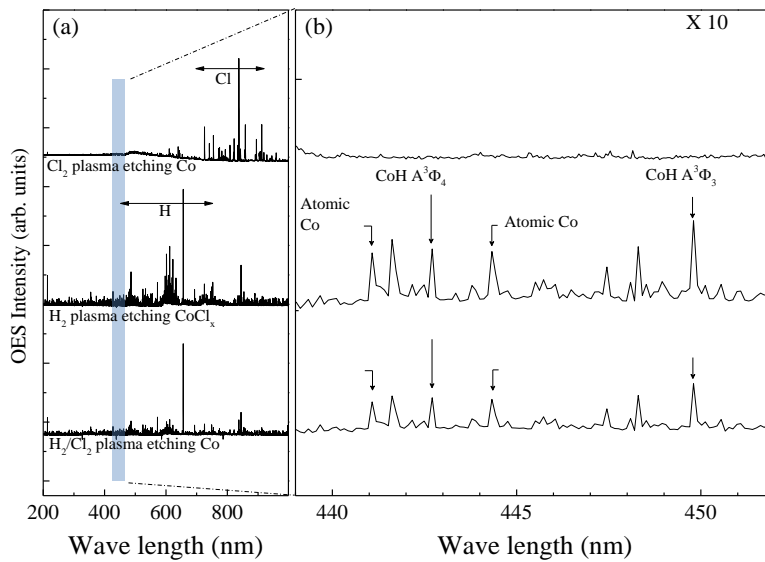 (a)
(b)
X 10
Cl
Cl₂ plasma etching Co
CoH A³Φ₄
CoH A³Φ₃
H
Atomic
Co
Atomic Co
OES Intensity (arb. units)
H₂ plasma etching CoClₓ
H₂/Cl₂ plasma etching Co
200 400 600 800
440 445 450
Wave length (nm)
Wave length (nm)